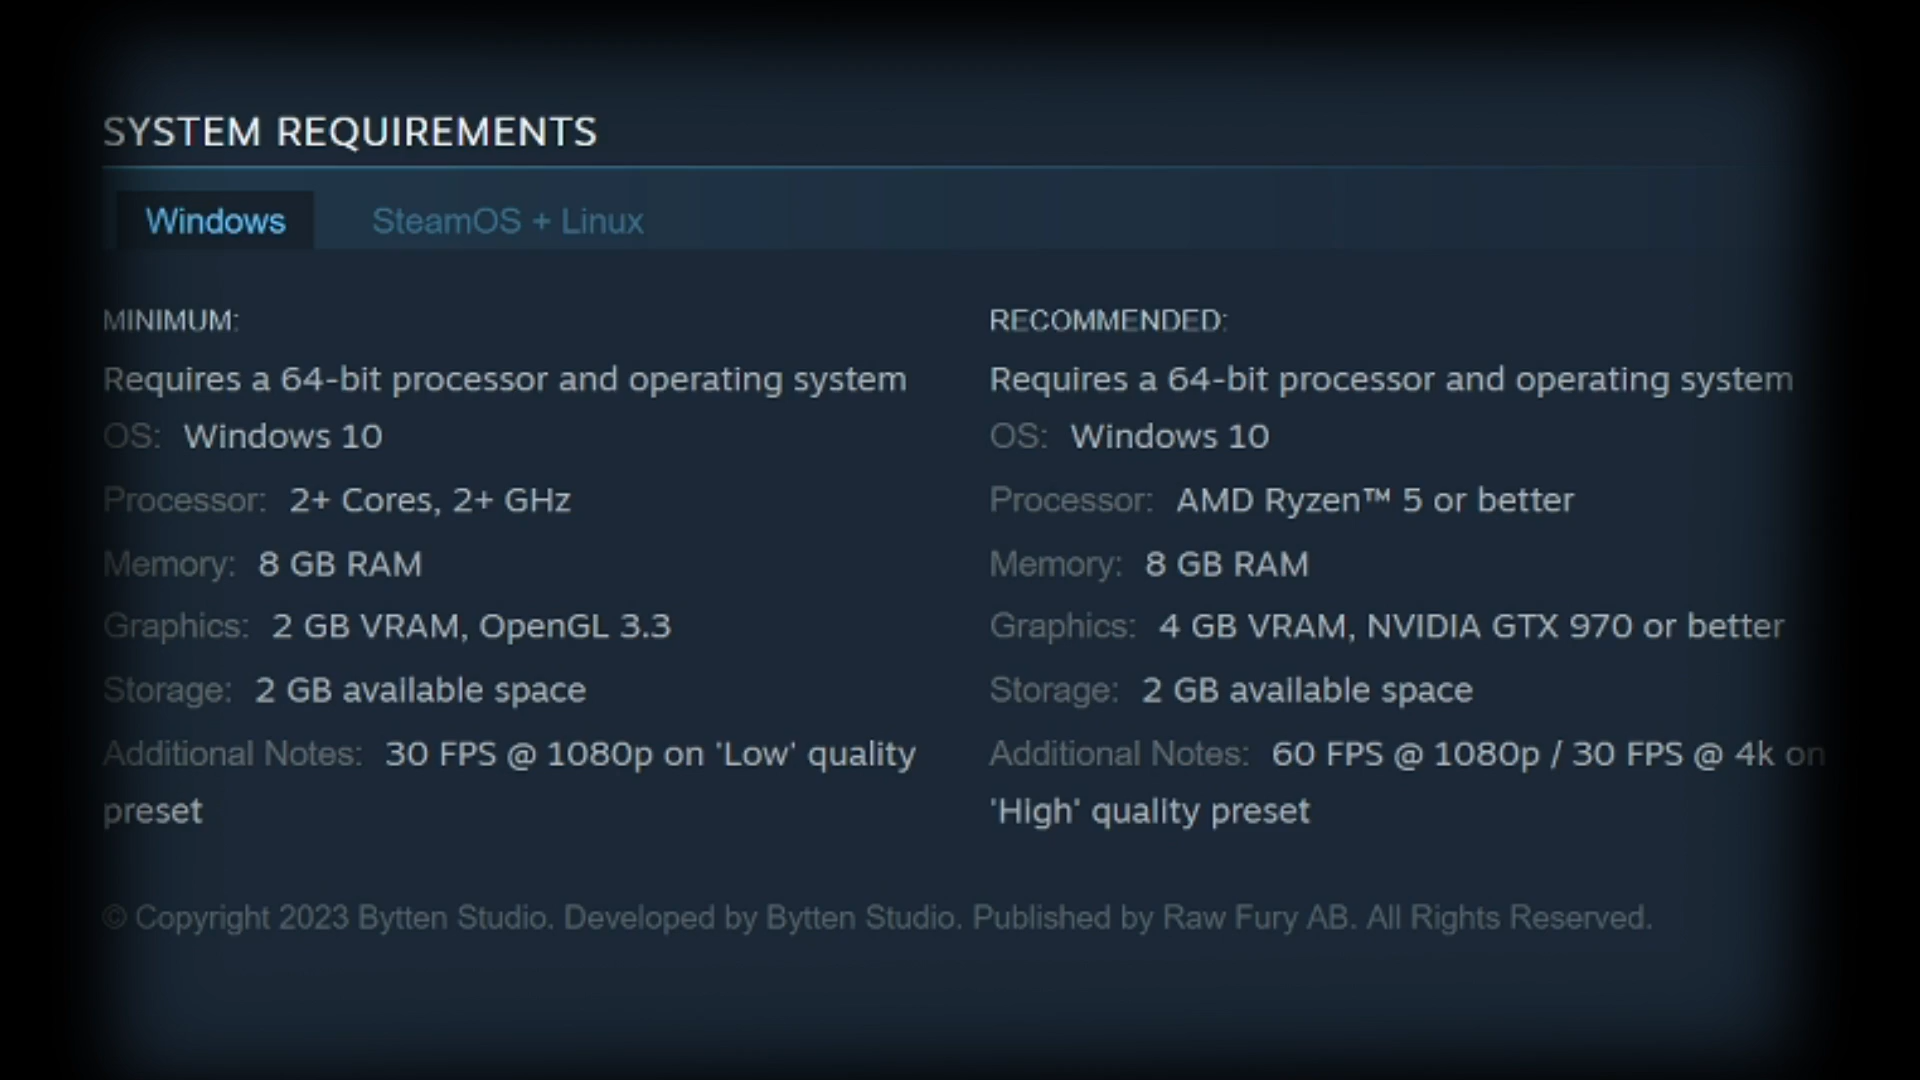 SYSTEM REQUIREMENTS
Windows
SteamOS + Linux
MINIMUM:
Requires a 64-bit processor and operating system
OS: Windows 10
Processor: 2+ Cores, 2+ GHz
Memory: 8 GB RAM
Graphics: 2 GB VRAM, OpenGL 3.3
Storage: 2 GB available space
Additional Notes: 30 FPS @ 1080p on 'Low' quality
preset
RECOMMENDED:
Requires a 64-bit processor and operating system
OS: Windows 10
Processor: AMD Ryzen™ 5 or better
Memory: 8 GB RAM
Graphics: 4 GB VRAM, NVIDIA GTX 970 or better
Storage: 2 GB available space
Additional Notes: 60 FPS @ 1080p / 30 FPS @ 4k on
'High' quality preset
© Copyright 2023 Bytten Studio. Developed by Bytten Studio. Published by Raw Fury AB. All Rights Reserved.